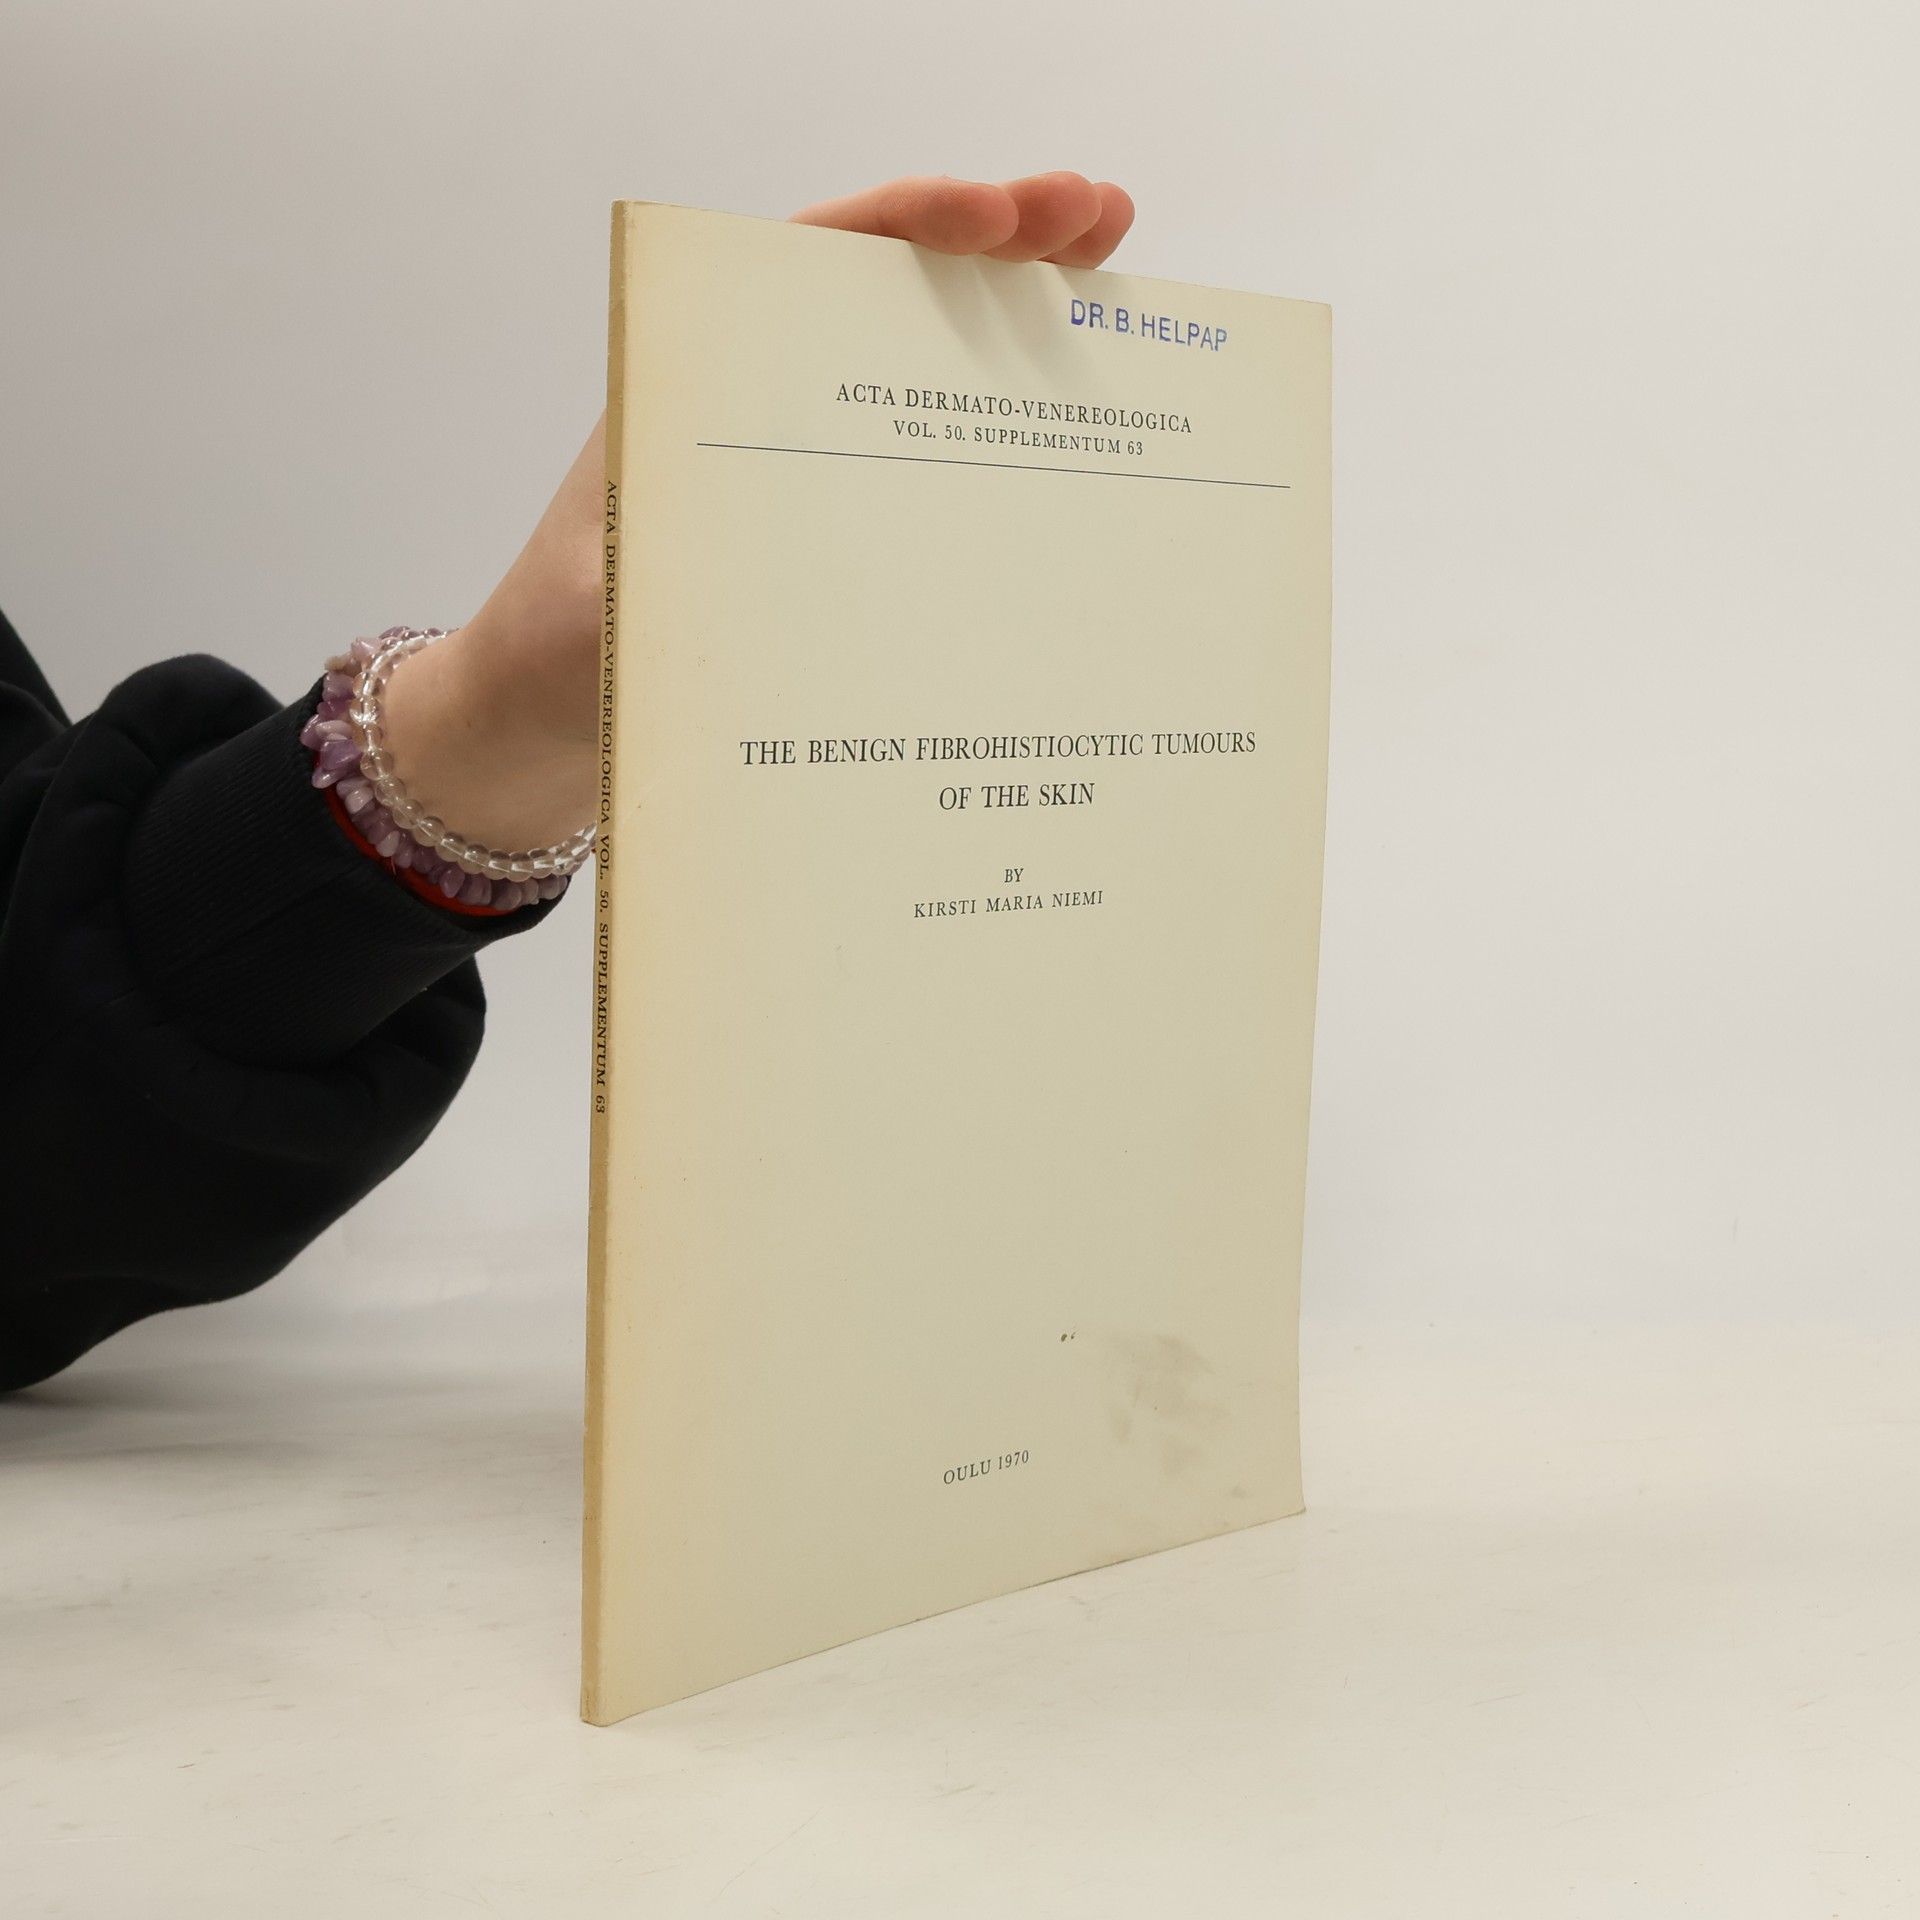 DR. B. HELPAP
ACTA DERMATO-VENEREOLOGICA
VOL. 50. SUPPLEMENTUM 63
THE BENIGN FIBROHISTIOCYTIC TUMOURS
OF THE SKIN
BY
KIRSTI MARIA NIEMI
OULU 1970
ACTA DERMATO-VENEREOLOGICA VOL. 50. SUPPLEMENTUM 63